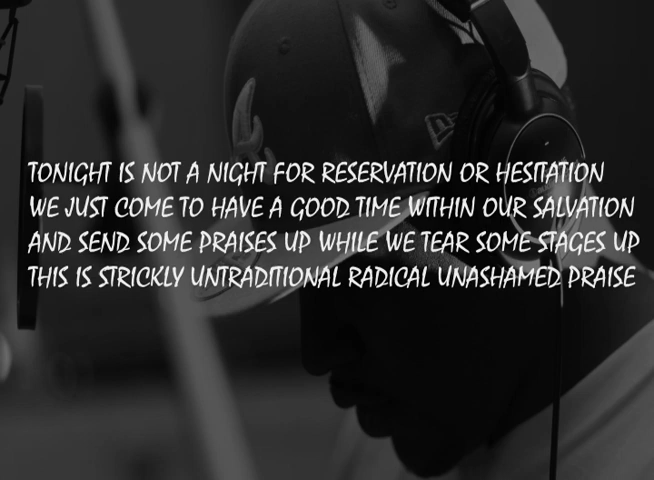 TONIGHT IS NOT A NIGHT FOR RESERVATION OR HESITATION
WE JUST COME TO HAVE A GOOD TIME WITHIN OUR SALVATION
AND SEND SOME PRAISES UP WHILE WE TEAR SOME STAGES UP
THIS IS STRICKLY UNTRADITIONAL RADICAL UNASHAMED PRAISE